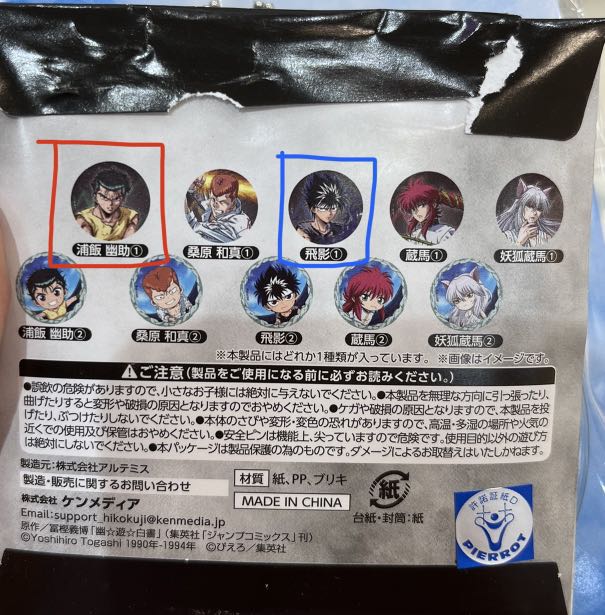 浦飯 幽助①
桑原 和真①
飛影①
蔵馬①
妖狐蔵馬①
浦飯 幽助②
桑原 和真②
飛影②
蔵馬②
妖狐蔵馬②
※本製品にはどれか1種類が入っています。 ※画像はイメージです。
ご注意(製品をご使用になる前に必ずお読みください。)
●誤飲の危険がありますので、小さなお子様には絶対に与えないでください。●本製品を無理な方向に引っ張ったり、
曲げたりすると変形や破損の原因となりますのでおやめください。●ケガや破損の原因となりますので、本製品を投
げたり、ぶつけたりしないでください。●本体のさびや変形・変色の恐れがありますので、高温・多湿の場所や火気の
近くでの使用及び保管はおやめください。●安全ピンは機能上、尖っていますので危険です。使用目的以外の遊び方
は絶対にしないでください。●本パッケージは製品保護の為のものです。ダメージによるお取替えはいたしかねます。
製造元:株式会社アルテミス
製造・販売に関するお問い合わせ
株式会社 ケンメディア
Email:support_hikokuji@kenmedia.jp
原作/冨樫義博「幽☆遊☆白書」(集英社「ジャンプコミックス」刊)
©Yoshihiro Togashi 1990-1994年 ©ぴえろ/集英社
材質 紙、PP、ブリキ
MADE IN CHINA
紙
台紙・封筒:紙
許諾証紙D
PIERROT